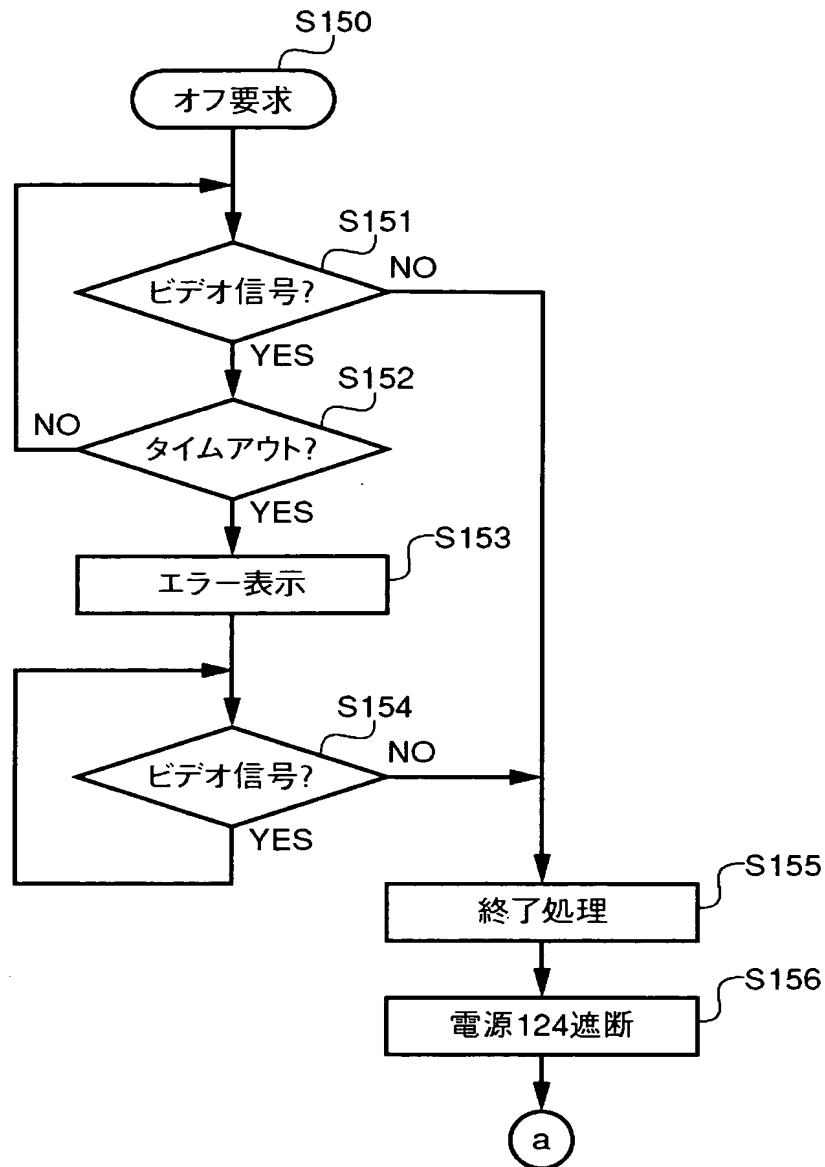 S150
オフ要求
S151
ビデオ信号?
NO
YES
S152
NO
タイムアウト?
YES
S153
エラー表示
S154
ビデオ信号?
NO
YES
S155
終了処理
S156
電源124遮断
a